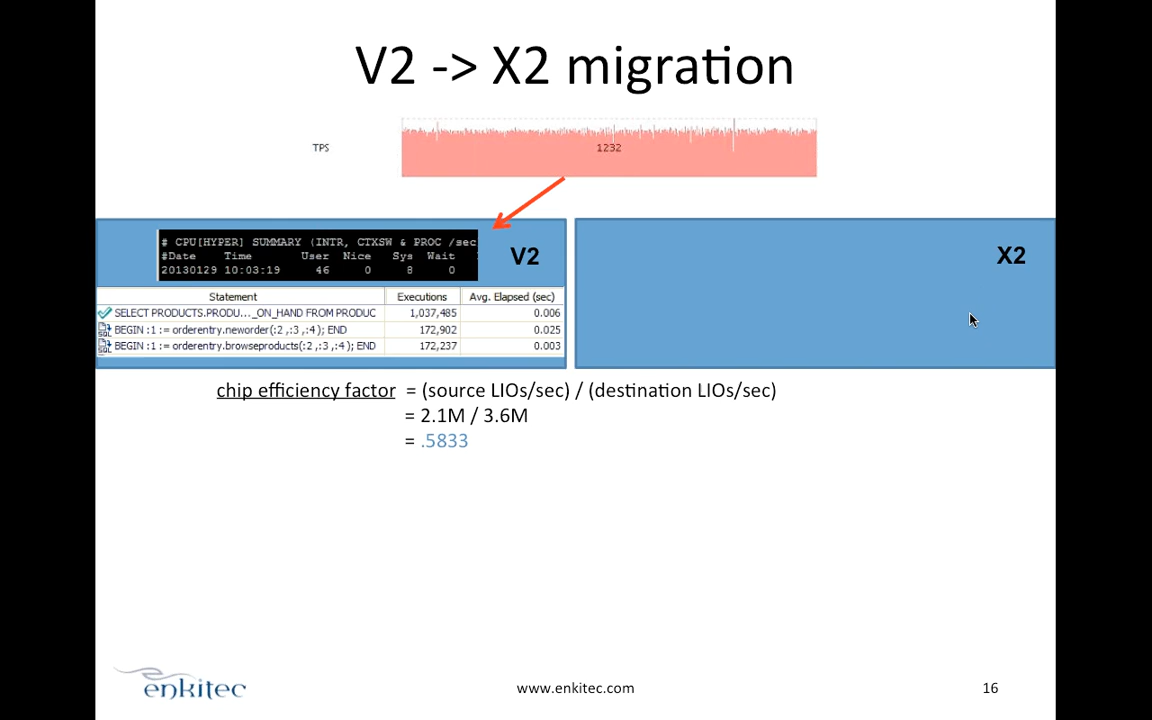 V2 -> X2 migration
TPS
1232
# CPU[HYPER] SUMMARY (INTR, CTXSW & PROC /sec
#Date Time User Nice Sys Wait
20130129 10:03:19 46 0 8 0
V2
X2
Statement Executions Avg. Elapsed (sec)
SELECT PRODUCTS.PRODU..._ON_HAND FROM PRODUC 1,037,485 0.006
BEGIN :1 := orderentry.neworder(:2 ,:3 ,:4 ); END 172,902 0.025
BEGIN :1 := orderentry.browseproducts(:2 ,:3 ,:4 ); END 172,237 0.003
chip efficiency factor = (source LIOs/sec) / (destination LIOs/sec)
= 2.1M / 3.6M
= .5833
enkitec
www.enkitec.com
16